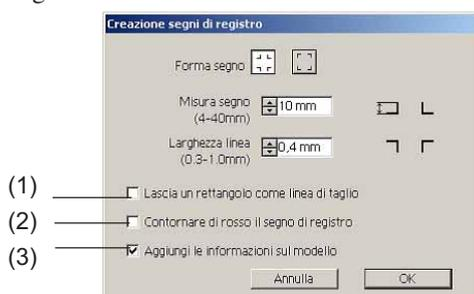 Creazione segni di registro
Forma segno
Misura segno
(4-40mm)
10 mm
Larghezza linea
(0.3-1.0mm)
0,4 mm
(1)
Lascia un rettangolo come linea di taglio
(2)
Contornare di rosso il segno di registro
(3)
Aggiungi le informazioni sul modello
Annulla
OK